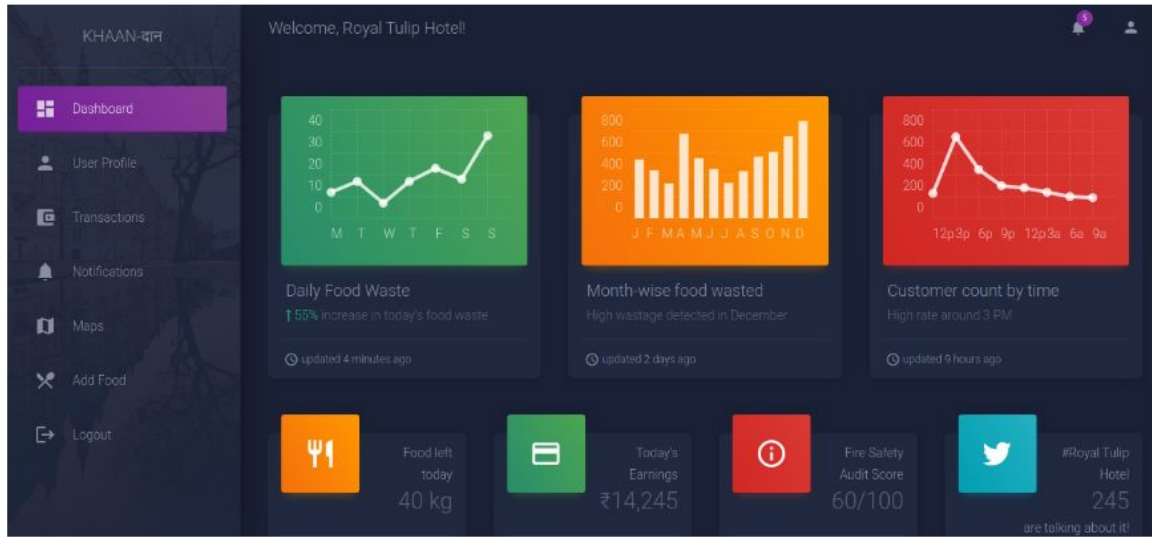 KHAAN-दान
Welcome, Royal Tulip Hotel!
5
Dashboard
User Profile
Transactions
Notifications
Maps
Add Food
Logout
40
30
20
10
0
M T W T F S S
Daily Food Waste
↑ 55% increase in today's food waste
updated 4 minutes ago
800
600
400
200
0
J F M A M J J A S O N D
Month-wise food wasted
High wastage detected in December
updated 2 days ago
800
600
400
200
0
12p 3p 6p 9p 12p 3a 6a 9a
Customer count by time
High rate around 3 PM
updated 9 hours ago
Food left
today
40 kg
Today's
Earnings
₹14,245
Fire Safety
Audit Score
60/100
#Royal Tulip
Hotel
245
are talking about it!